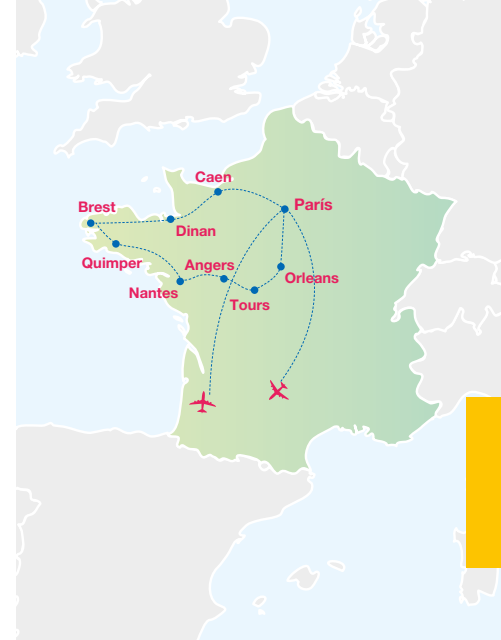 Caen
Brest
París
Dinan
Quimper
Angers
Orleans
Nantes
Tours